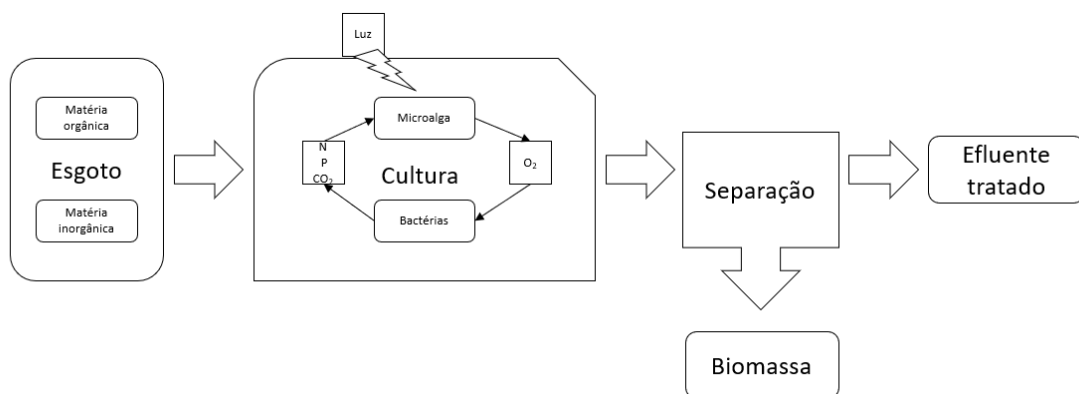 Luz
Matéria
orgânica
Esgoto
Matéria
inorgânica
Microalga
N
P
CO₂
Cultura
O₂
Bactérias
Separação
Efluente
tratado
Biomassa